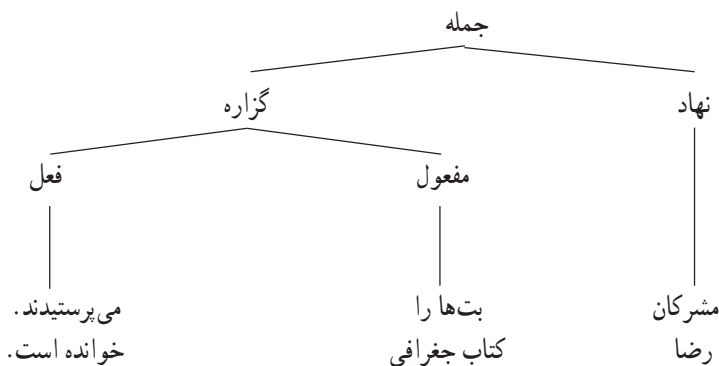 جمله
نهاد گزاره
مفعول فعل
مشرکان بت‌ها را می‌پرستیدند.
رضا کتاب جغرافی خوانده است.